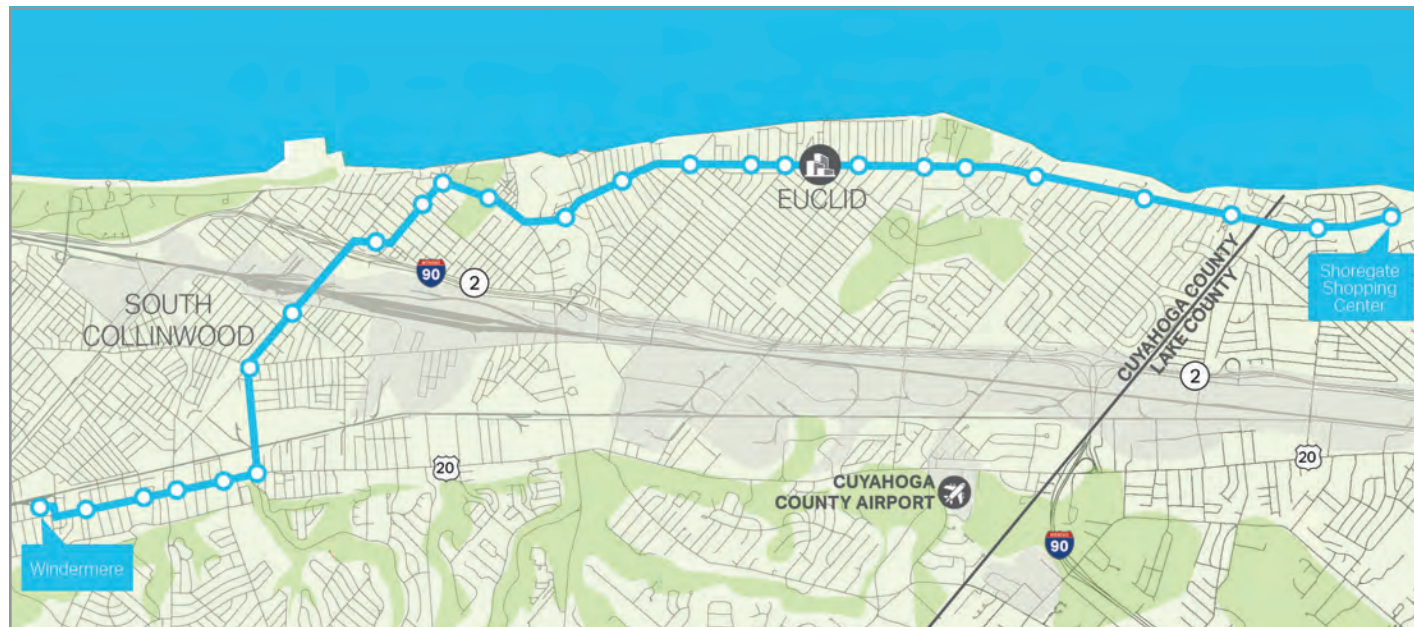 EUCLID
SOUTH
COLLINWOOD
90
2
CUYAHOGA COUNTY
LAKE COUNTY
Shoregate
Shopping
Center
2
20
20
CUYAHOGA
COUNTY AIRPORT
90
Windermere